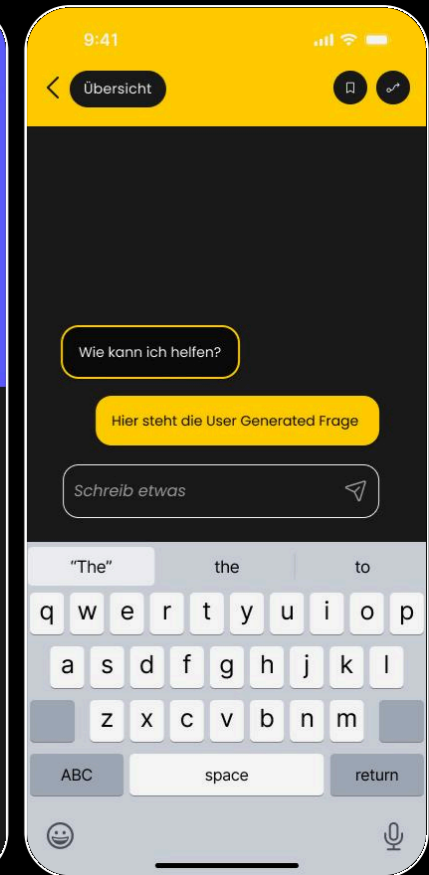 9:41
Übersicht
Wie kann ich helfen?
Hier steht die User Generated Frage
Schreib etwas
"The" the to
q w e r t y u i o p
a s d f g h j k l
z x c v b n m
ABC space return